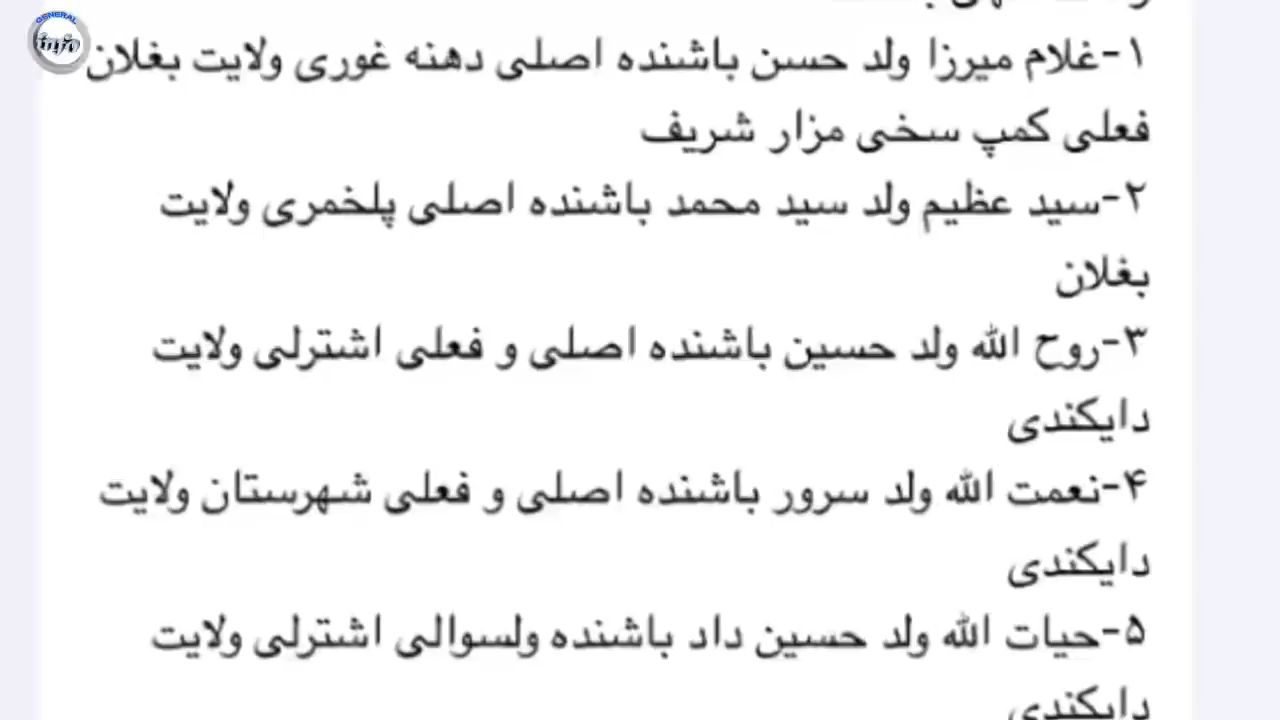 GENERAL
info
۱-غلام میرزا ولد حسن باشنده اصلی دهنه غوری ولایت بغلان
فعلی کمپ سخی مزار شریف
۲-سید عظیم ولد سید محمد باشنده اصلی پلخمری ولایت
بغلان
۳-روح الله ولد حسین باشنده اصلی و فعلی اشترلی ولایت
دایکندی
۴-نعمت الله ولد سرور باشنده اصلی و فعلی شهرستان ولایت
دایکندی
۵-حیات الله ولد حسین داد باشنده ولسوالی اشترلی ولایت
دایکندی